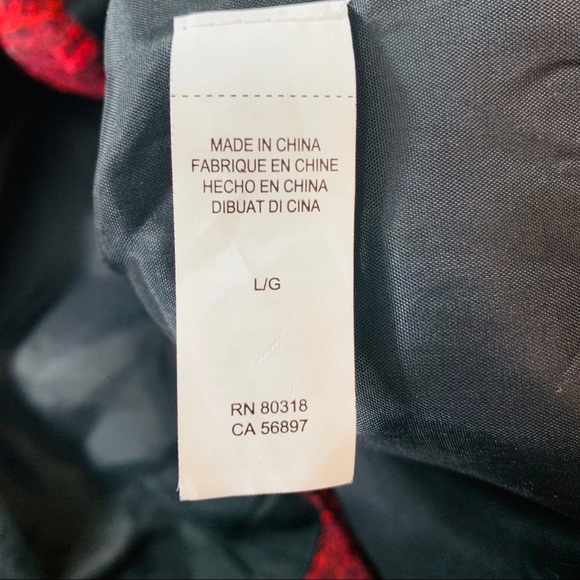 MADE IN CHINA
FABRIQUE EN CHINE
HECHO EN CHINA
DIBUAT DI CINA
L/G
RN 80318
CA 56897